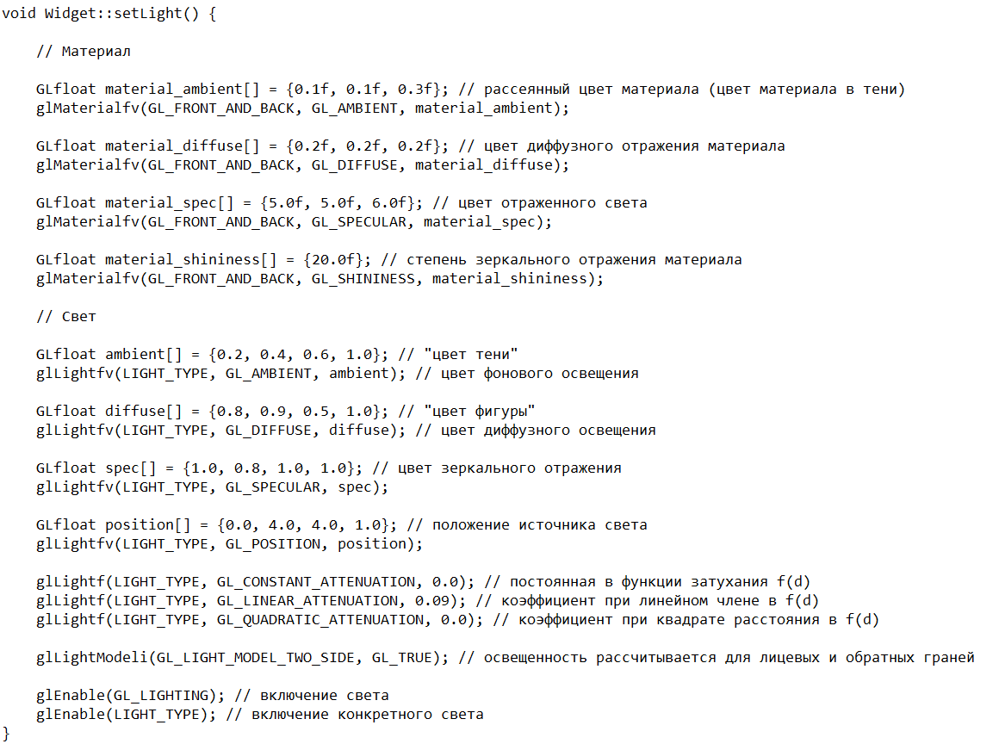 void Widget::setLight() {
// Материал
GLfloat material_ambient[] = {0.1f, 0.1f, 0.3f}; // рассеянный цвет материала (цвет материала в тени)
glMaterialfv(GL_FRONT_AND_BACK, GL_AMBIENT, material_ambient);
GLfloat material_diffuse[] = {0.2f, 0.2f, 0.2f}; // цвет диффузного отражения материала
glMaterialfv(GL_FRONT_AND_BACK, GL_DIFFUSE, material_diffuse);
GLfloat material_spec[] = {5.0f, 5.0f, 6.0f}; // цвет отраженного света
glMaterialfv(GL_FRONT_AND_BACK, GL_SPECULAR, material_spec);
GLfloat material_shininess[] = {20.0f}; // степень зеркального отражения материала
glMaterialfv(GL_FRONT_AND_BACK, GL_SHININESS, material_shininess);
// Свет
GLfloat ambient[] = {0.2, 0.4, 0.6, 1.0}; // "цвет тени"
glLightfv(LIGHT_TYPE, GL_AMBIENT, ambient); // цвет фонового освещения
GLfloat diffuse[] = {0.8, 0.9, 0.5, 1.0}; // "цвет фигуры"
glLightfv(LIGHT_TYPE, GL_DIFFUSE, diffuse); // цвет диффузного освещения
GLfloat spec[] = {1.0, 0.8, 1.0, 1.0}; // цвет зеркального отражения
glLightfv(LIGHT_TYPE, GL_SPECULAR, spec);
GLfloat position[] = {0.0, 4.0, 4.0, 1.0}; // положение источника света
glLightfv(LIGHT_TYPE, GL_POSITION, position);
glLightf(LIGHT_TYPE, GL_CONSTANT_ATTENUATION, 0.0); // постоянная в функции затухания f(d)
glLightf(LIGHT_TYPE, GL_LINEAR_ATTENUATION, 0.09); // коэффициент при линейном члене в f(d)
glLightf(LIGHT_TYPE, GL_QUADRATIC_ATTENUATION, 0.0); // коэффициент при квадрате расстояния в f(d)
glLightModeli(GL_LIGHT_MODEL_TWO_SIDE, GL_TRUE); // освещенность рассчитывается для лицевых и обратных граней
glEnable(GL_LIGHTING); // включение света
glEnable(LIGHT_TYPE); // включение конкретного света
}